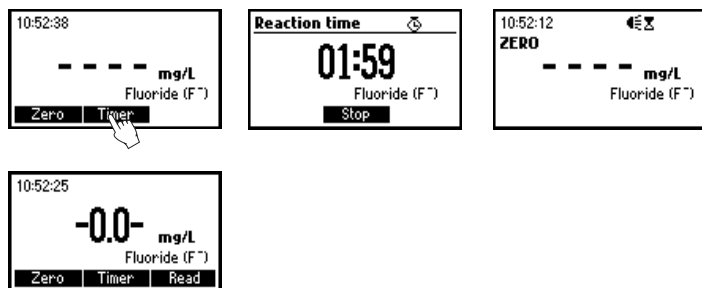 10:52:38
– – – – mg/L
Fluoride (F⁻)
Zero Timer
Reaction time
01:59
Fluoride (F⁻)
Stop
10:52:12
ZERO
– – – – mg/L
Fluoride (F⁻)
10:52:25
-0.0- mg/L
Fluoride (F⁻)
Zero Timer Read